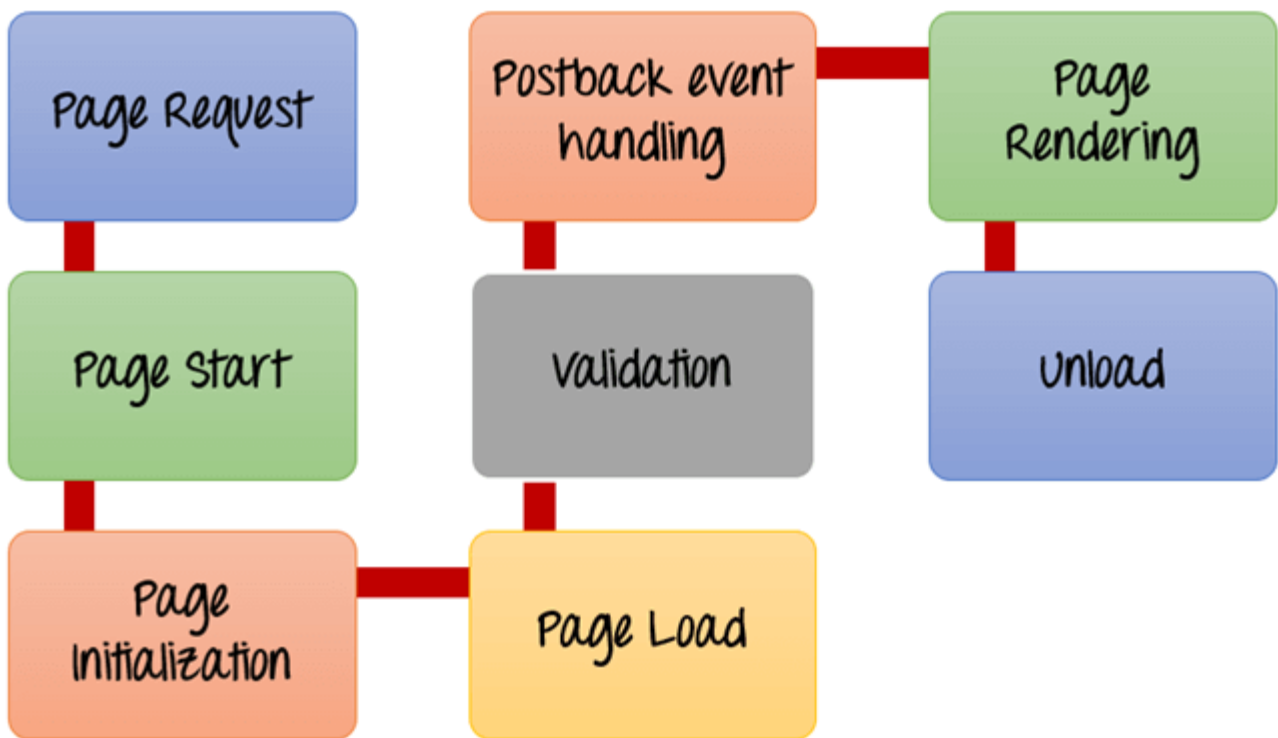 Page Request
Page Start
Page
Initialization
Page Load
Validation
Postback event
handling
Page
Rendering
Unload